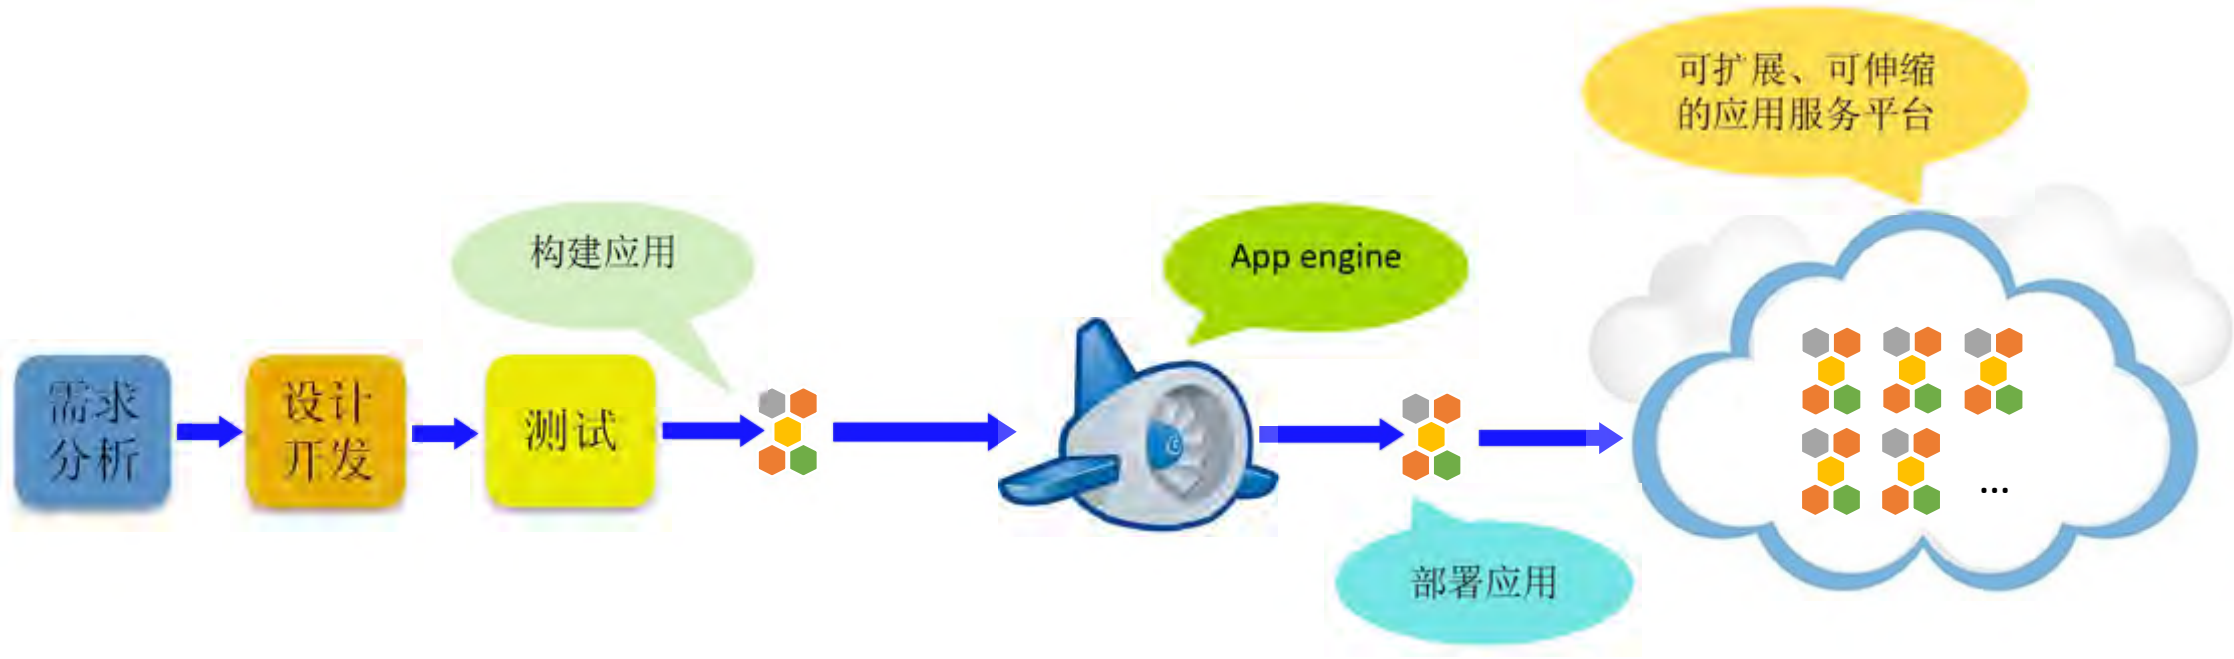 可扩展、可伸缩
的应用服务平台
构建应用
App engine
需求
分析
设计
开发
测试
...
部署应用